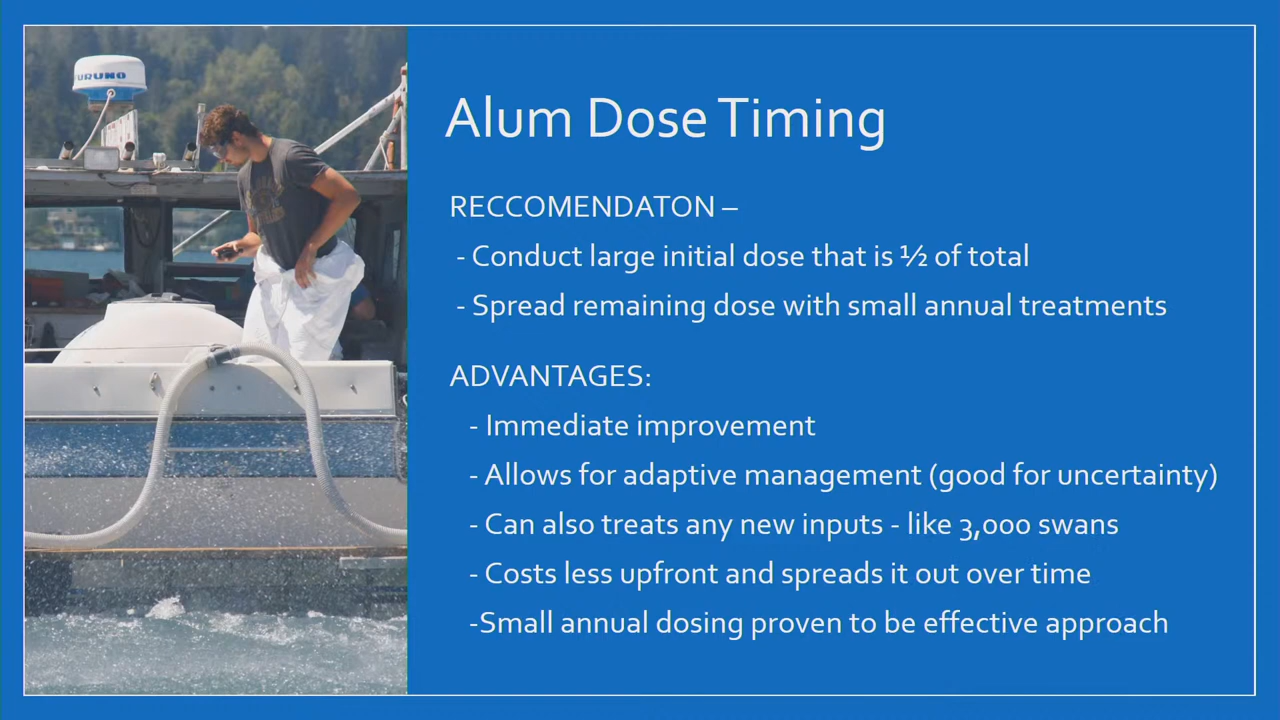 FURUNO
Alum Dose Timing
RECCOMENDATON –
- Conduct large initial dose that is ½ of total
- Spread remaining dose with small annual treatments
ADVANTAGES:
- Immediate improvement
- Allows for adaptive management (good for uncertainty)
- Can also treats any new inputs - like 3,000 swans
- Costs less upfront and spreads it out over time
-Small annual dosing proven to be effective approach